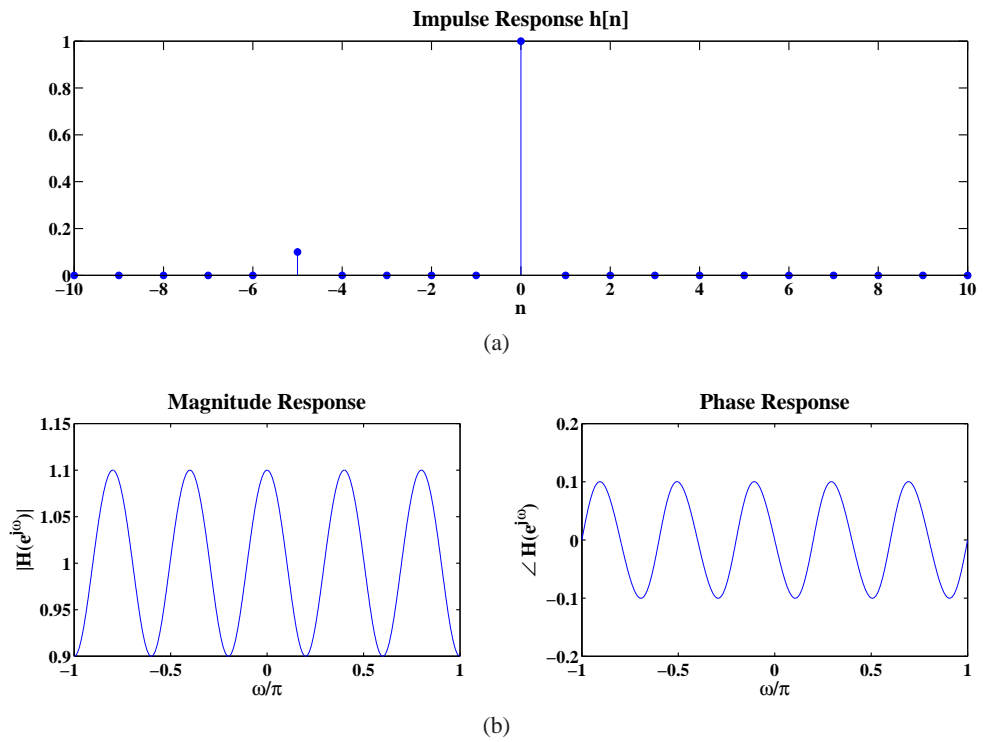 Impulse Response h[n]
1
0.8
0.6
0.4
0.2
0
−10 −8 −6 −4 −2 0 2 4 6 8 10
n
(a)
Magnitude Response
|H(e^{jω})|
1.15
1.1
1.05
1
0.95
0.9
−1 −0.5 0 0.5 1
ω/π
Phase Response
∠ H(e^{jω})
0.2
0.1
0
−0.1
−0.2
−1 −0.5 0 0.5 1
ω/π
(b)